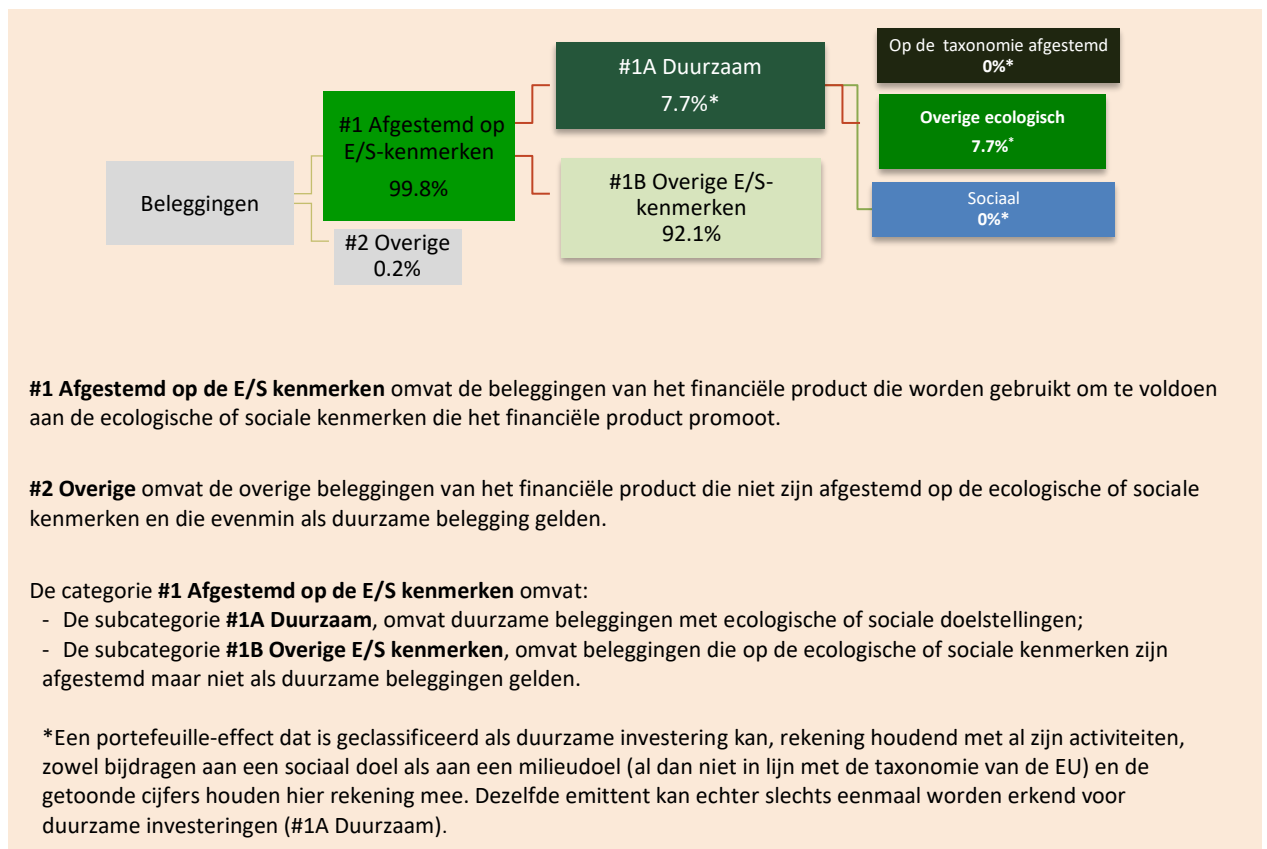 Beleggingen
#1 Afgestemd op
E/S-kenmerken
99.8%
#2 Overige
0.2%
#1A Duurzaam
7.7%*
#1B Overige E/S-
kenmerken
92.1%
Op de taxonomie afgestemd
0%*
Overige ecologisch
7.7%*
Sociaal
0%*
#1 Afgestemd op de E/S kenmerken omvat de beleggingen van het financiële product die worden gebruikt om te voldoen
aan de ecologische of sociale kenmerken die het financiële product promoot.
#2 Overige omvat de overige beleggingen van het financiële product die niet zijn afgestemd op de ecologische of sociale
kenmerken en die evenmin als duurzame belegging gelden.
De categorie #1 Afgestemd op de E/S kenmerken omvat:
- De subcategorie #1A Duurzaam, omvat duurzame beleggingen met ecologische of sociale doelstellingen;
- De subcategorie #1B Overige E/S kenmerken, omvat beleggingen die op de ecologische of sociale kenmerken zijn
afgestemd maar niet als duurzame beleggingen gelden.
*Een portefeuille-effect dat is geclassificeerd als duurzame investering kan, rekening houdend met al zijn activiteiten,
zowel bijdragen aan een sociaal doel als aan een milieudoel (al dan niet in lijn met de taxonomie van de EU) en de
getoonde cijfers houden hier rekening mee. Dezelfde emittent kan echter slechts eenmaal worden erkend voor
duurzame investeringen (#1A Duurzaam).